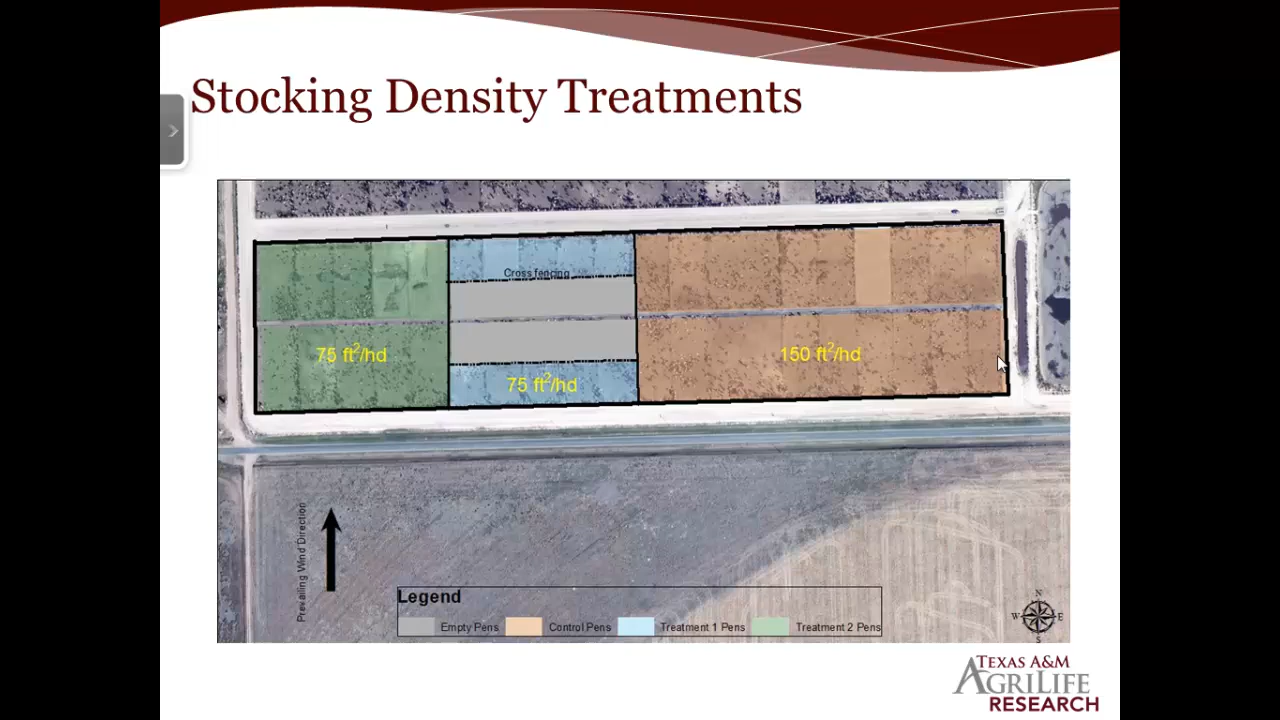 Stocking Density Treatments
Cross fencing
75 ft²/hd
75 ft²/hd
150 ft²/hd
Prevailing Wind Direction
Legend
Empty Pens
Control Pens
Treatment 1 Pens
Treatment 2 Pens
N
W
E
S
TEXAS A&M
AGRILIFE
RESEARCH